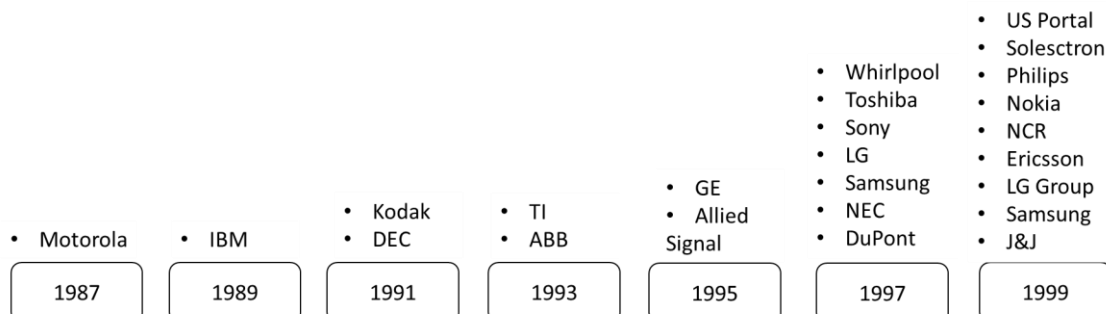 • Motorola
1987
• IBM
1989
• Kodak
• DEC
1991
• TI
• ABB
1993
• GE
• Allied
Signal
1995
• Whirlpool
• Toshiba
• Sony
• LG
• Samsung
• NEC
• DuPont
1997
• US Portal
• Solesctron
• Philips
• Nokia
• NCR
• Ericsson
• LG Group
• Samsung
• J&J
1999